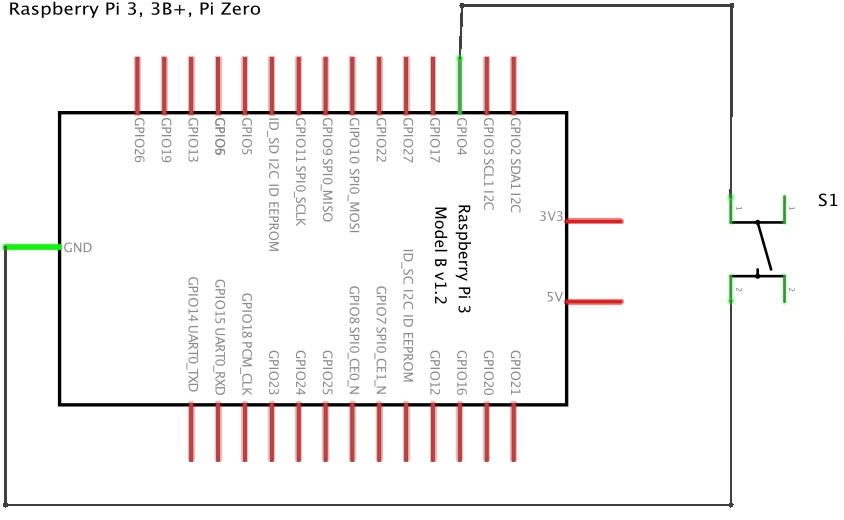 Raspberry Pi 3, 3B+, Pi Zero
GPIO26
GPIO19
GPIO13
GPIO6
GPIO5
ID_SD I2C ID EEPROM
GPIO11 SPI0_SCLK
GPIO9 SPI0_MISO
GIPO10 SPI0_MOSI
GPIO22
GPIO27
GPIO17
GPIO4
GPIO3 SCL1 I2C
GPIO2 SDA1 I2C
1
1
S1
Raspberry Pi 3
Model B v1.2
3V3
GND
5V
2
2
GPIO14 UART0_TXD
GPIO15 UART0_RXD
GPIO18 PCM_CLK
GPIO23
GPIO24
GPIO25
GPIO8 SPI0_CE0_N
GPIO7 SPI0_CE1_N
ID_SC I2C ID EEPROM
GPIO12
GPIO16
GPIO20
GPIO21